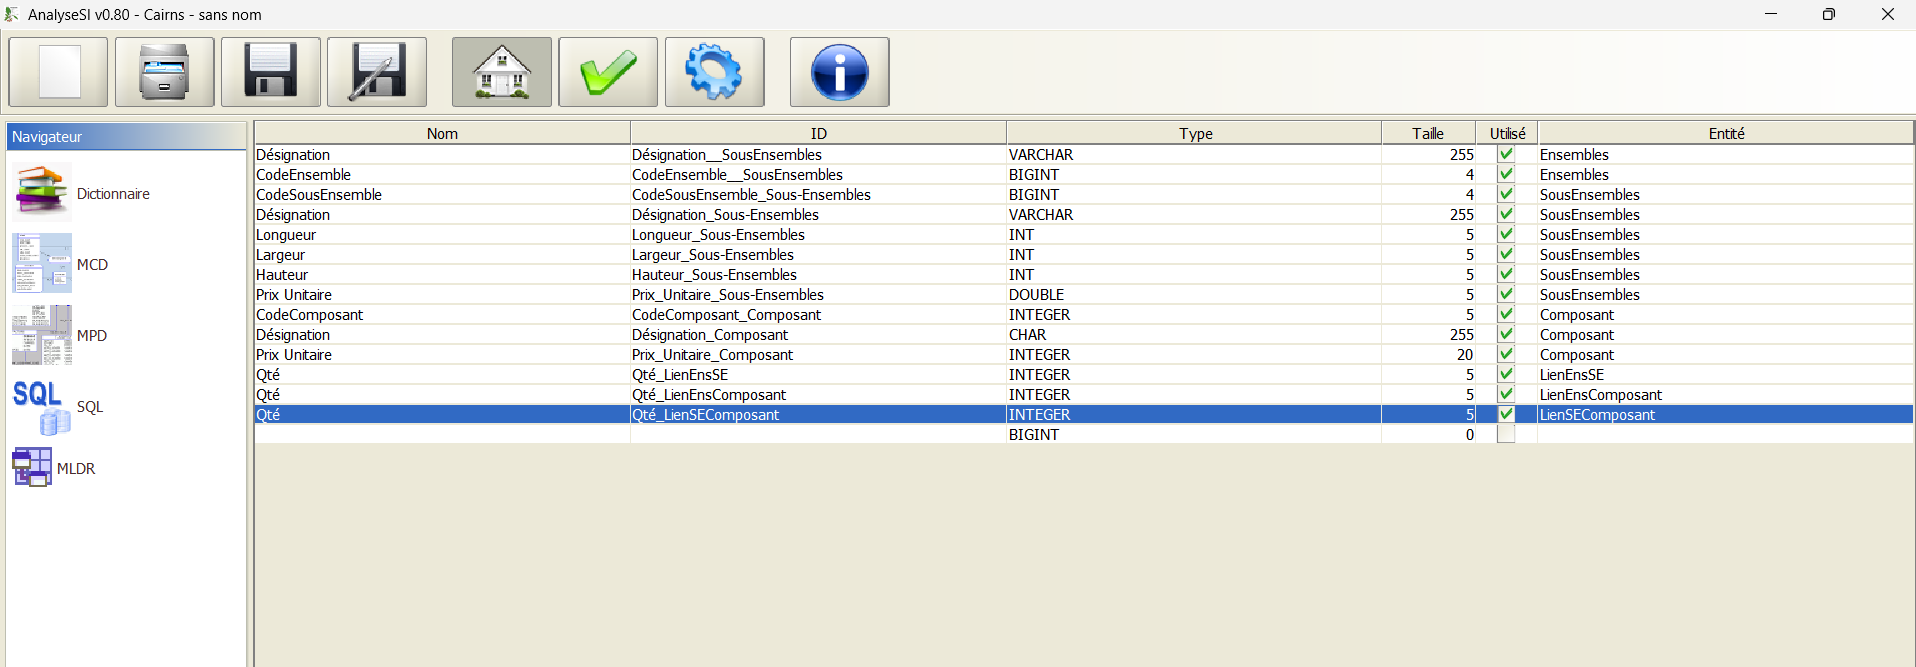 AnalyseSI v0.80 - Cairns - sans nom
Navigateur
Dictionnaire
MCD
MPD
SQL SQL
MLDR
Nom ID Type Taille Utilisé Entité
Désignation Désignation__SousEnsembles VARCHAR 255 Ensembles
CodeEnsemble CodeEnsemble__SousEnsembles BIGINT 4 Ensembles
CodeSousEnsemble CodeSousEnsemble_Sous-Ensembles BIGINT 4 SousEnsembles
Désignation Désignation_Sous-Ensembles VARCHAR 255 SousEnsembles
Longueur Longueur_Sous-Ensembles INT 5 SousEnsembles
Largeur Largeur_Sous-Ensembles INT 5 SousEnsembles
Hauteur Hauteur_Sous-Ensembles INT 5 SousEnsembles
Prix Unitaire Prix_Unitaire_Sous-Ensembles DOUBLE 5 SousEnsembles
CodeComposant CodeComposant_Composant INTEGER 5 Composant
Désignation Désignation_Composant CHAR 255 Composant
Prix Unitaire Prix_Unitaire_Composant INTEGER 20 Composant
Qté Qté_LienEnsSE INTEGER 5 LienEnsSE
Qté Qté_LienEnsComposant INTEGER 5 LienEnsComposant
Qté Qté_LienSEComposant INTEGER 5 LienSEComposant
BIGINT 0